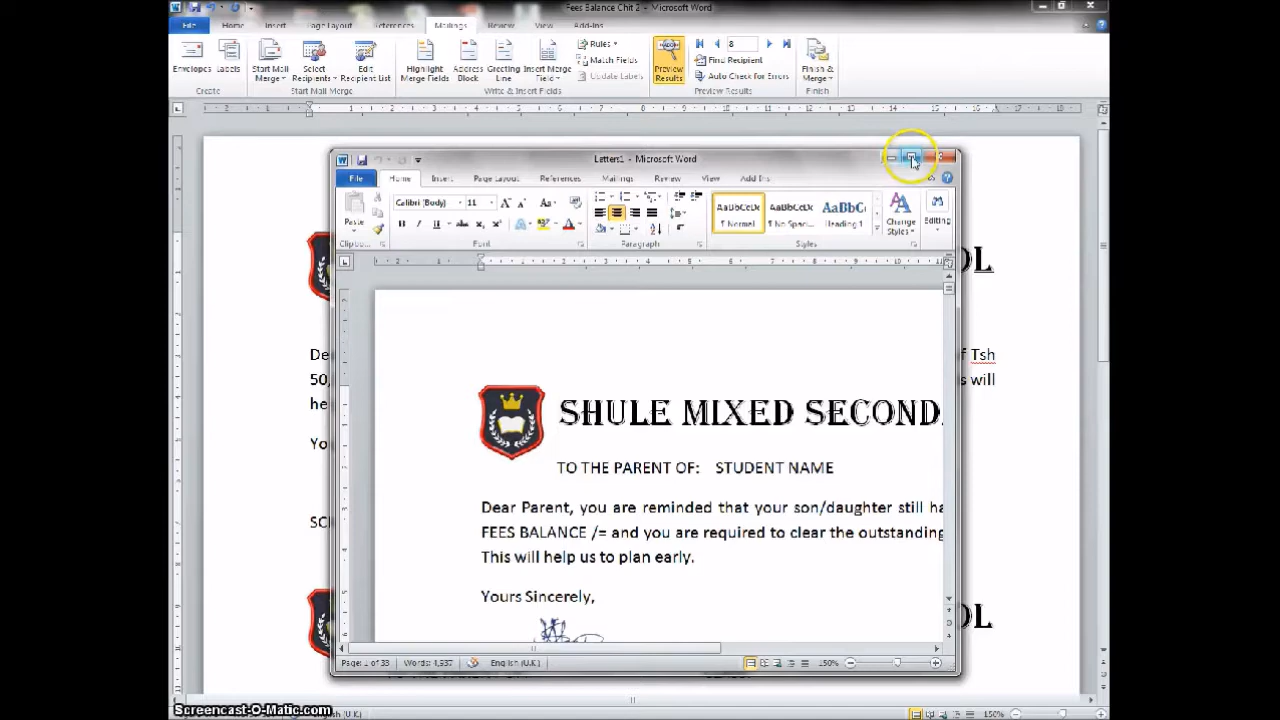 Fees Balance Chit 2 - Microsoft Word
File Home Insert Page Layout References Mailings Review View Add-Ins
Envelopes Labels Start Mail Merge Select Recipients Edit Recipient List Highlight Merge Fields Address Block Greeting Line Insert Merge Field Rules Match Fields Update Labels Preview Results 8 Find Recipient Auto Check for Errors Finish & Merge
Create Start Mail Merge Write & Insert Fields Preview Results Finish
Letters1 - Microsoft Word
File Home Insert Page Layout References Mailings Review View Add-Ins
Paste Calibri (Body) 11 AaBbCcDc ¶ Normal AaBbCcDc ¶ No Spaci... AaBbC Heading 1 Change Styles Editing
Clipbo... Font Paragraph Styles
OL
SHULE MIXED SECOND
TO THE PARENT OF: STUDENT NAME
De
f Tsh
50,
s will
he
Dear Parent, you are reminded that your son/daughter still ha
FEES BALANCE /= and you are required to clear the outstanding
This will help us to plan early.
Yo
Yours Sincerely,
SC
OL
Page: 1 of 33 Words: 4,937 English (U.K.) 150%
Screencast-O-Matic.com
(U.K.) 150%